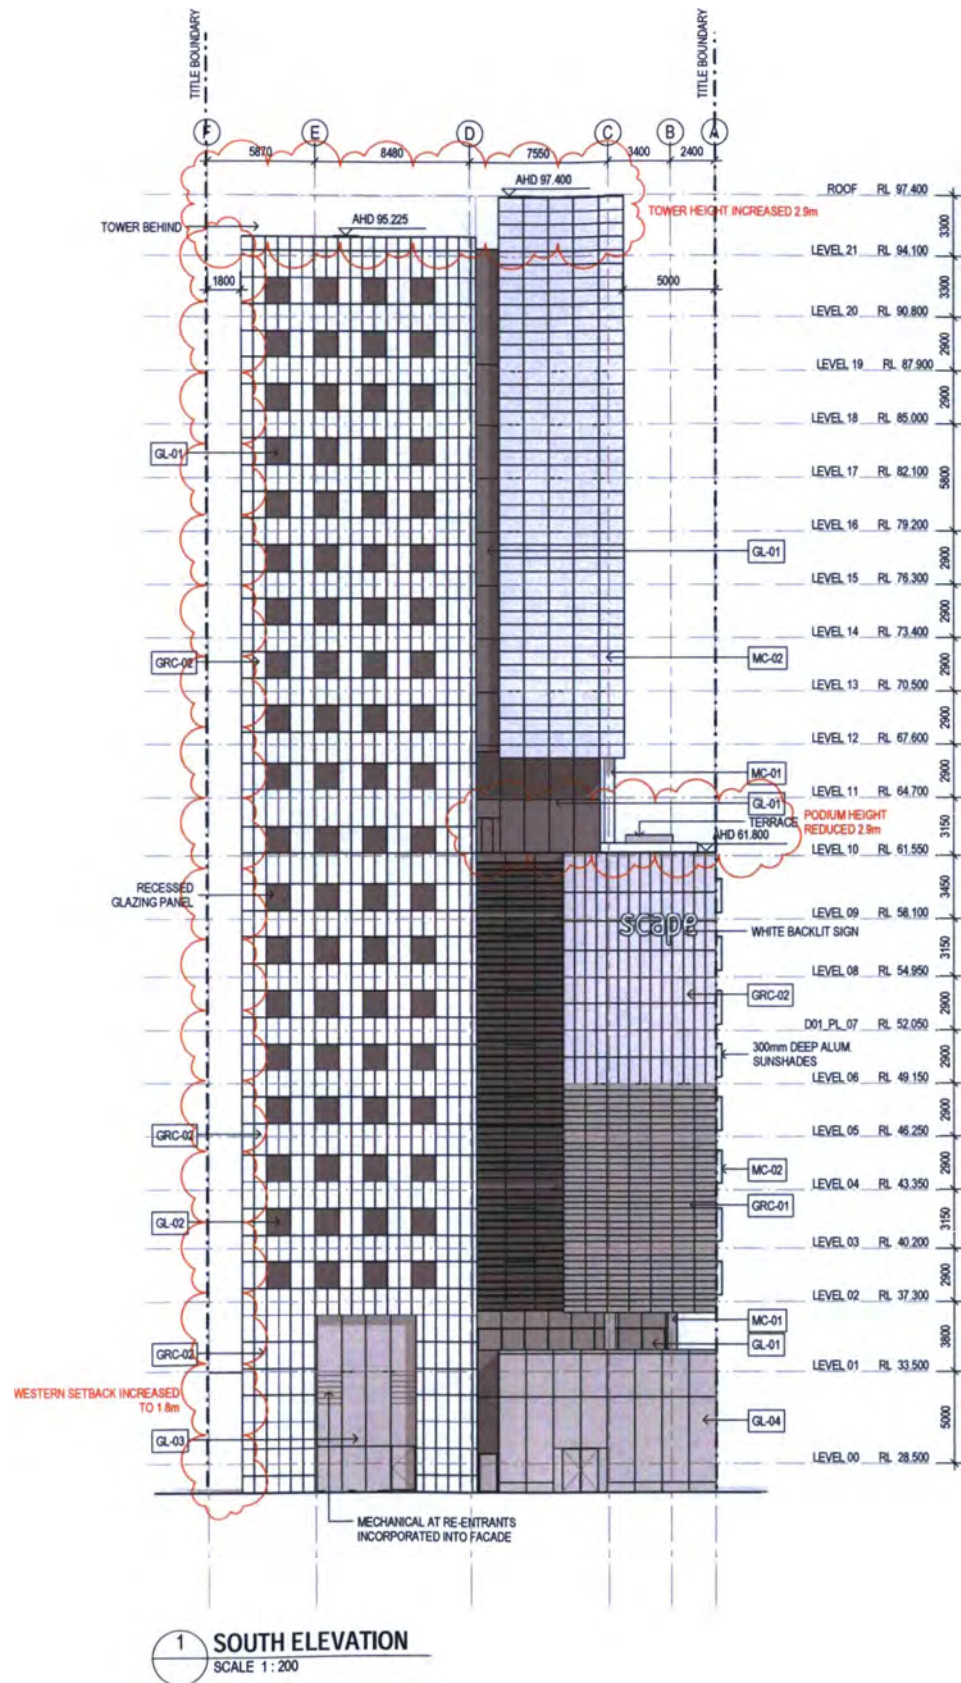 TITLE BOUNDARY
TITLE BOUNDARY
F E D C B A
5870 8480 7550 3400 2400
AHD 97.400
ROOF RL 97.400
TOWER HEIGHT INCREASED 2.9m
TOWER BEHIND
AHD 95.225
3300
LEVEL 21 RL 94.100
1800
5000
3300
LEVEL 20 RL 90.800
2900
LEVEL 19 RL 87.900
2900
LEVEL 18 RL 85.000
GL-01
LEVEL 17 RL 82.100
5800
LEVEL 16 RL 79.200
GL-01
2900
LEVEL 15 RL 76.300
2900
LEVEL 14 RL 73.400
GRC-02
MC-02
2900
LEVEL 13 RL 70.500
2900
LEVEL 12 RL 67.600
MC-01
2900
LEVEL 11 RL 64.700
GL-01
TERRACE
PODIUM HEIGHT
REDUCED 2.9m
AHD 61.800
3150
LEVEL 10 RL 61.550
RECESSED
GLAZING PANEL
3450
LEVEL 09 RL 58.100
scape
WHITE BACKLIT SIGN
3150
LEVEL 08 RL 54.950
GRC-02
2900
D01_PL_07 RL 52.050
300mm DEEP ALUM.
SUNSHADES
2900
LEVEL 06 RL 49.150
2900
GRC-02
LEVEL 05 RL 46.250
MC-02
2900
LEVEL 04 RL 43.350
GRC-01
GL-02
3150
LEVEL 03 RL 40.200
2900
LEVEL 02 RL 37.300
MC-01
GL-01
3800
GRC-02
LEVEL 01 RL 33.500
WESTERN SETBACK INCREASED
TO 1.8m
GL-04
GL-03
5000
LEVEL 00 RL 28.500
MECHANICAL AT RE-ENTRANTS
INCORPORATED INTO FACADE
1 SOUTH ELEVATION
SCALE 1 : 200